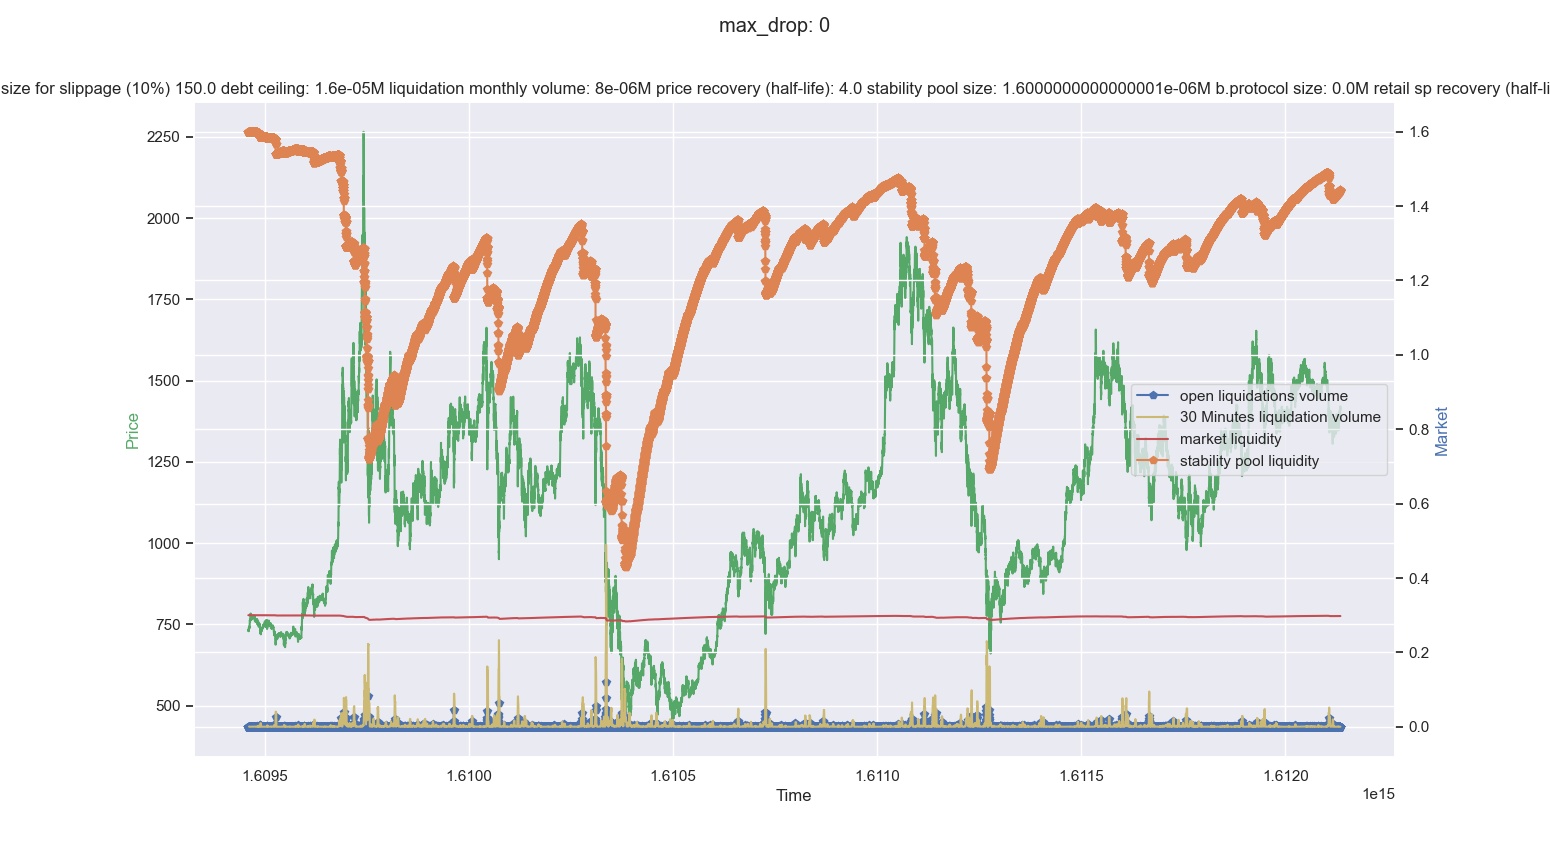 max_drop: 0
size for slippage (10%) 150.0 debt ceiling: 1.6e-05M liquidation monthly volume: 8e-06M price recovery (half-life): 4.0 stability pool size: 1.6000000000000001e-06M b.protocol size: 0.0M retail sp recovery (half-li
2250
2000
1750
1500
1250
1000
750
500
Price
1.6
1.4
1.2
1.0
0.8
0.6
0.4
0.2
0.0
Market
open liquidations volume
30 Minutes liquidation volume
market liquidity
stability pool liquidity
1.6095 1.6100 1.6105 1.6110 1.6115 1.6120
Time
1e15